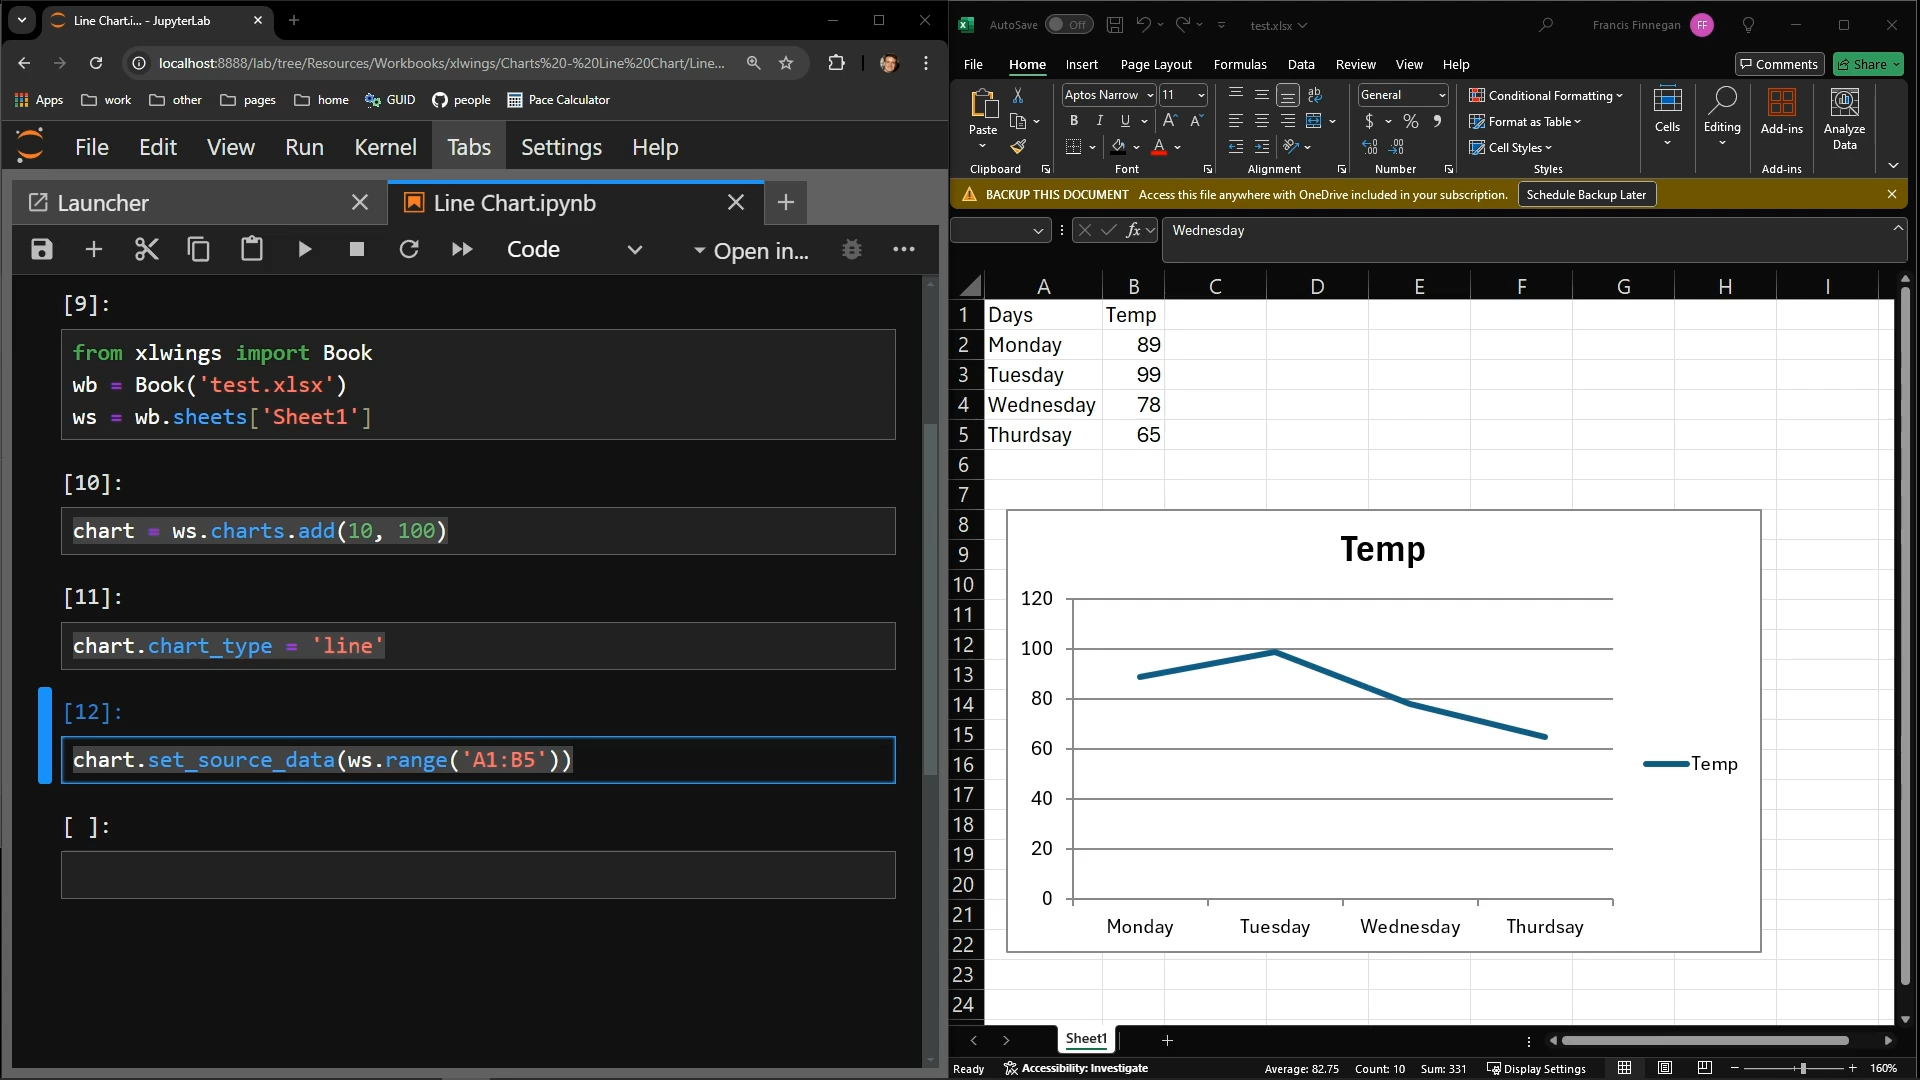 Line Chart.i... - JupyterLab
localhost:8888/lab/tree/Resources/Workbooks/xlwings/Charts%20-%20Line%20Chart/Line...
Apps work other pages home GUID people Pace Calculator
File Edit View Run Kernel Tabs Settings Help
Launcher Line Chart.ipynb
Code Open in...
[9]:
from xlwings import Book
wb = Book('test.xlsx')
ws = wb.sheets['Sheet1']
[10]:
chart = ws.charts.add(10, 100)
[11]:
chart.chart_type = 'line'
[12]:
chart.set_source_data(ws.range('A1:B5'))
[ ]:
AutoSave Off test.xlsx Francis Finnegan FF
File Home Insert Page Layout Formulas Data Review View Help Comments Share
Paste
Clipboard
Aptos Narrow 11
B I U A A
A
Font
ab
Alignment
General
$ % 9
Number
Conditional Formatting
Format as Table
Cell Styles
Styles
Cells
Editing
Add-ins
Add-ins
Analyze
Data
BACKUP THIS DOCUMENT Access this file anywhere with OneDrive included in your subscription. Schedule Backup Later
fx Wednesday
A B C D E F G H I
1 Days Temp
2 Monday 89
3 Tuesday 99
4 Wednesday 78
5 Thurdsay 65
6
7
8
9
10
11
12
13
14
15
16
17
18
19
20
21
22
23
24
Temp
120
100
80
60
40
20
0
Monday Tuesday Wednesday Thurdsay
Temp
Sheet1
Ready Accessibility: Investigate Average: 82.75 Count: 10 Sum: 331 Display Settings 160%